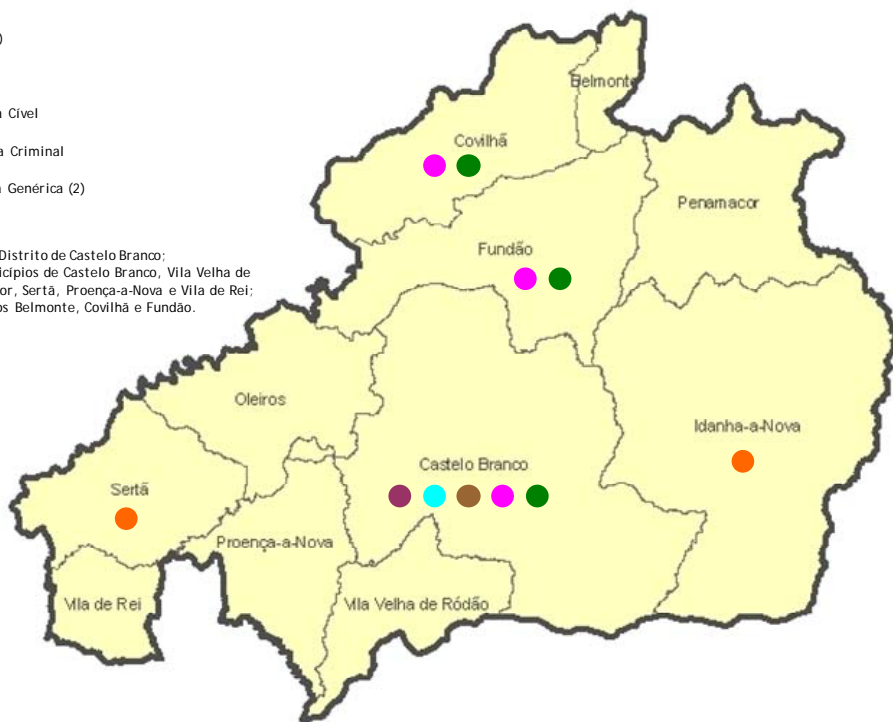 )
Cível
Criminal
Genérica (2)
Distrito de Castelo Branco;
cípios de Castelo Branco, Vila Velha de
or, Sertã, Proença-a-Nova e Vila de Rei;
os Belmonte, Covilhã e Fundão.
Belmonte
Covilhã
Penamacor
Fundão
Oleiros
Idanha-a-Nova
Castelo Branco
Sertã
Proença-a-Nova
Vila de Rei
Vila Velha de Ródão